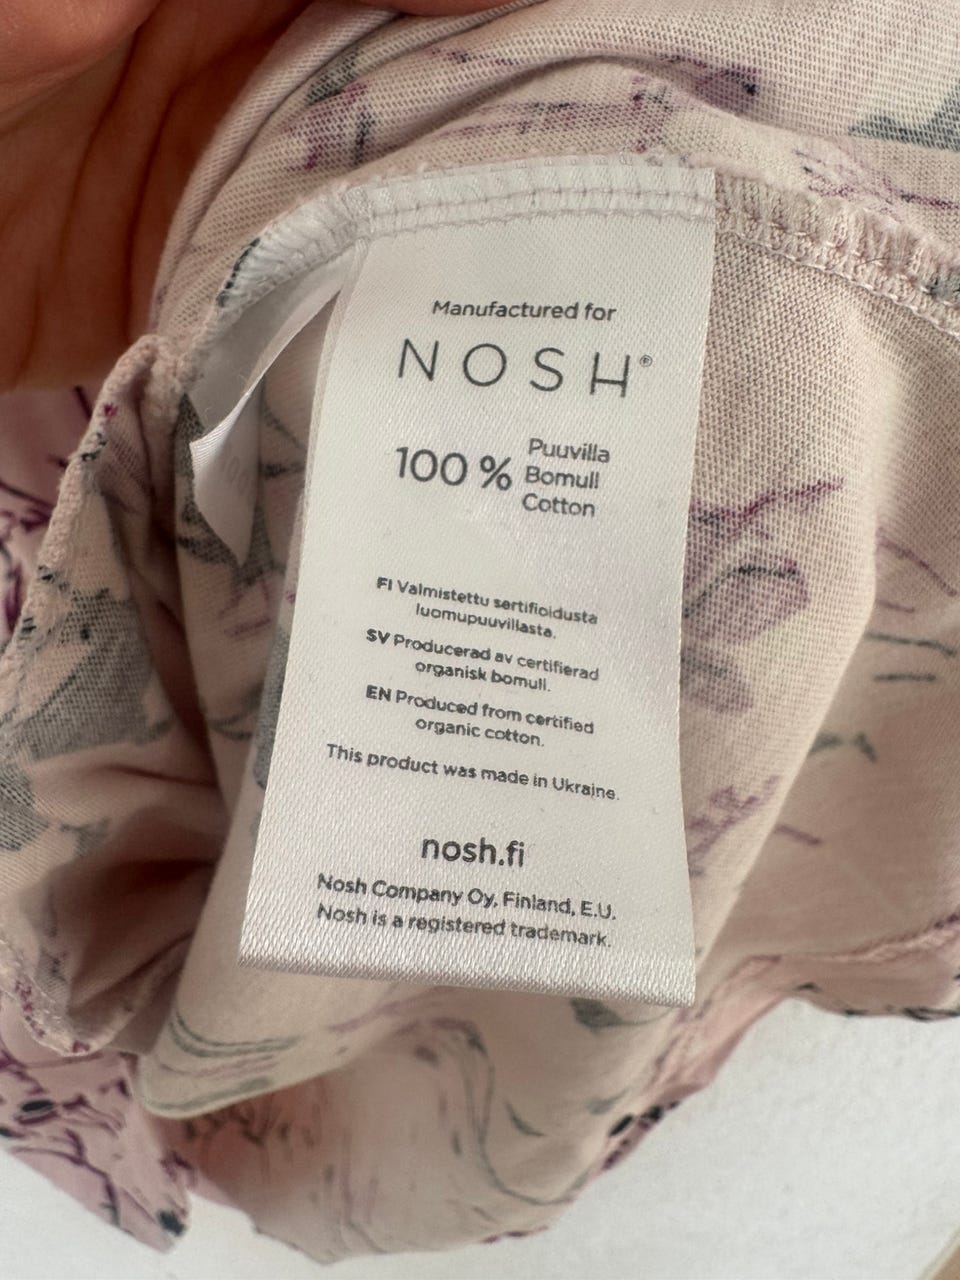 Manufactured for
NOSH®
100 % Puuvilla
Bomull
Cotton
FI Valmistettu sertifioidusta
luomupuuvillasta.
SV Producerad av certifierad
organisk bomull.
EN Produced from certified
organic cotton.
This product was made in Ukraine.
nosh.fi
Nosh Company Oy, Finland, E.U.
Nosh is a registered trademark.